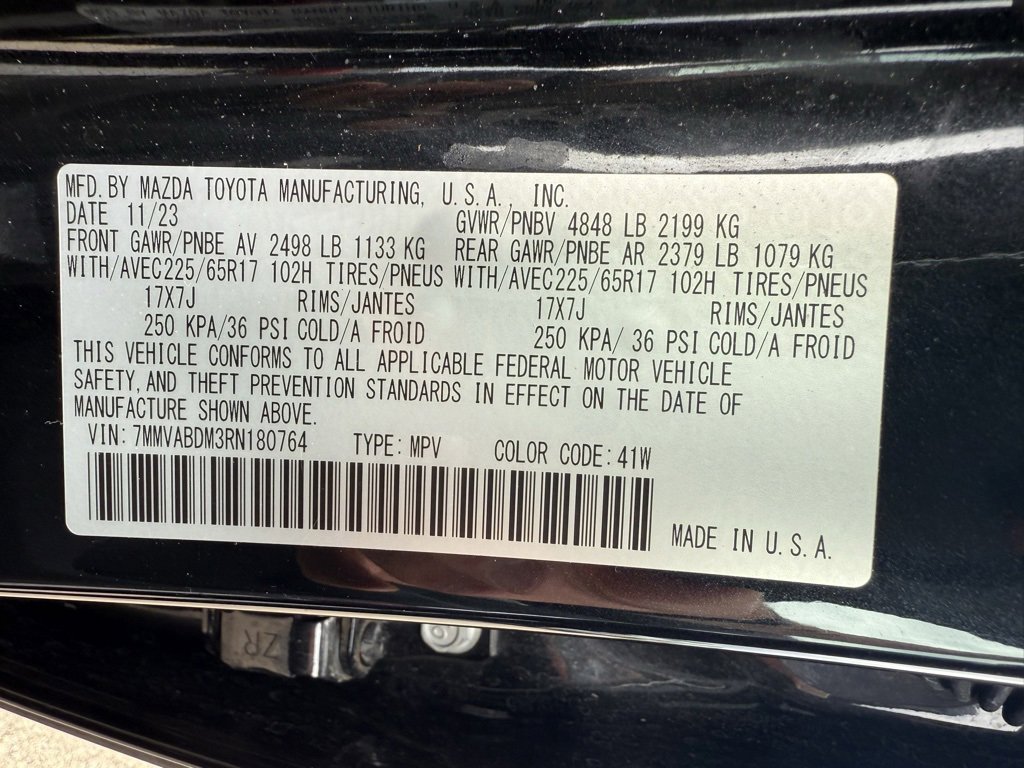 MFD. BY MAZDA TOYOTA MANUFACTURING, U.S.A., INC.
DATE 11/23 GVWR/PNBV 4848 LB 2199 KG
FRONT GAWR/PNBE AV 2498 LB 1133 KG REAR GAWR/PNBE AR 2379 LB 1079 KG
WITH/AVEC225/65R17 102H TIRES/PNEUS WITH/AVEC225/65R17 102H TIRES/PNEUS
17X7J RIMS/JANTES 17X7J RIMS/JANTES
250 KPA/36 PSI COLD/A FROID 250 KPA/ 36 PSI COLD/A FROID
THIS VEHICLE CONFORMS TO ALL APPLICABLE FEDERAL MOTOR VEHICLE
SAFETY, AND THEFT PREVENTION STANDARDS IN EFFECT ON THE DATE OF
MANUFACTURE SHOWN ABOVE.
VIN: 7MMVABDM3RN180764 TYPE: MPV COLOR CODE: 41W
MADE IN U.S.A.
ZR